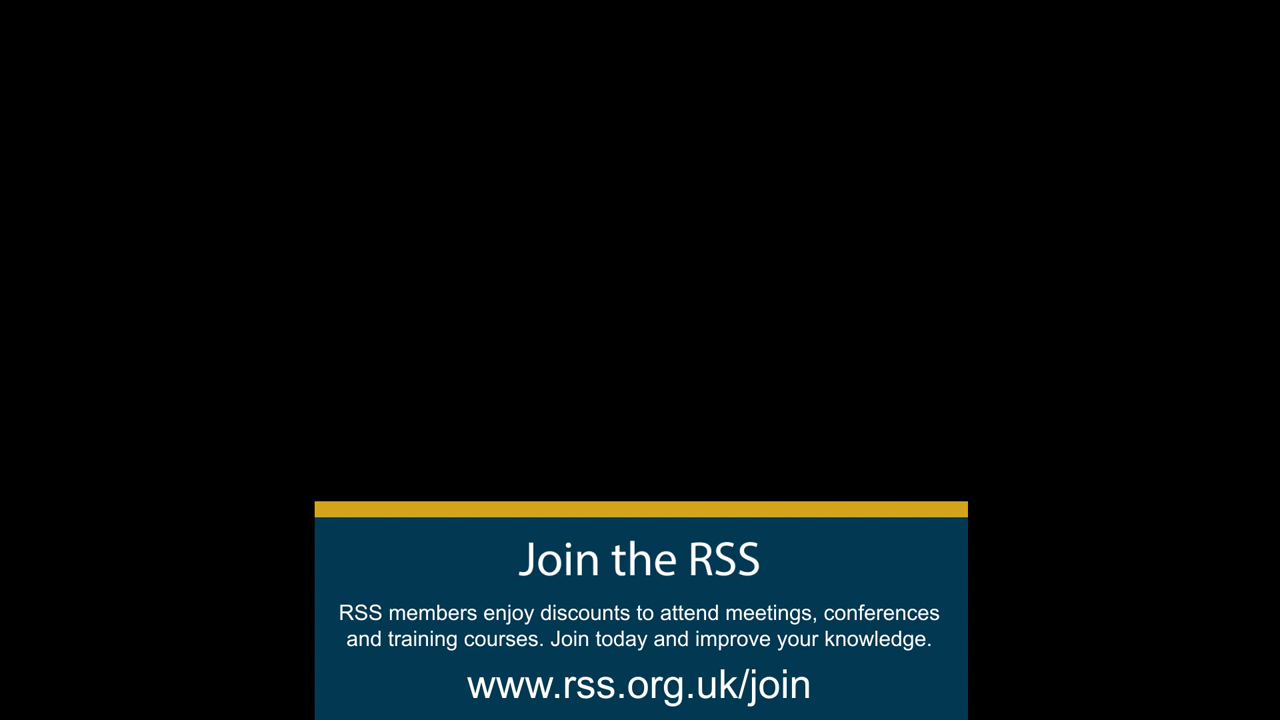 Join the RSS
RSS members enjoy discounts to attend meetings, conferences
and training courses. Join today and improve your knowledge.
www.rss.org.uk/join